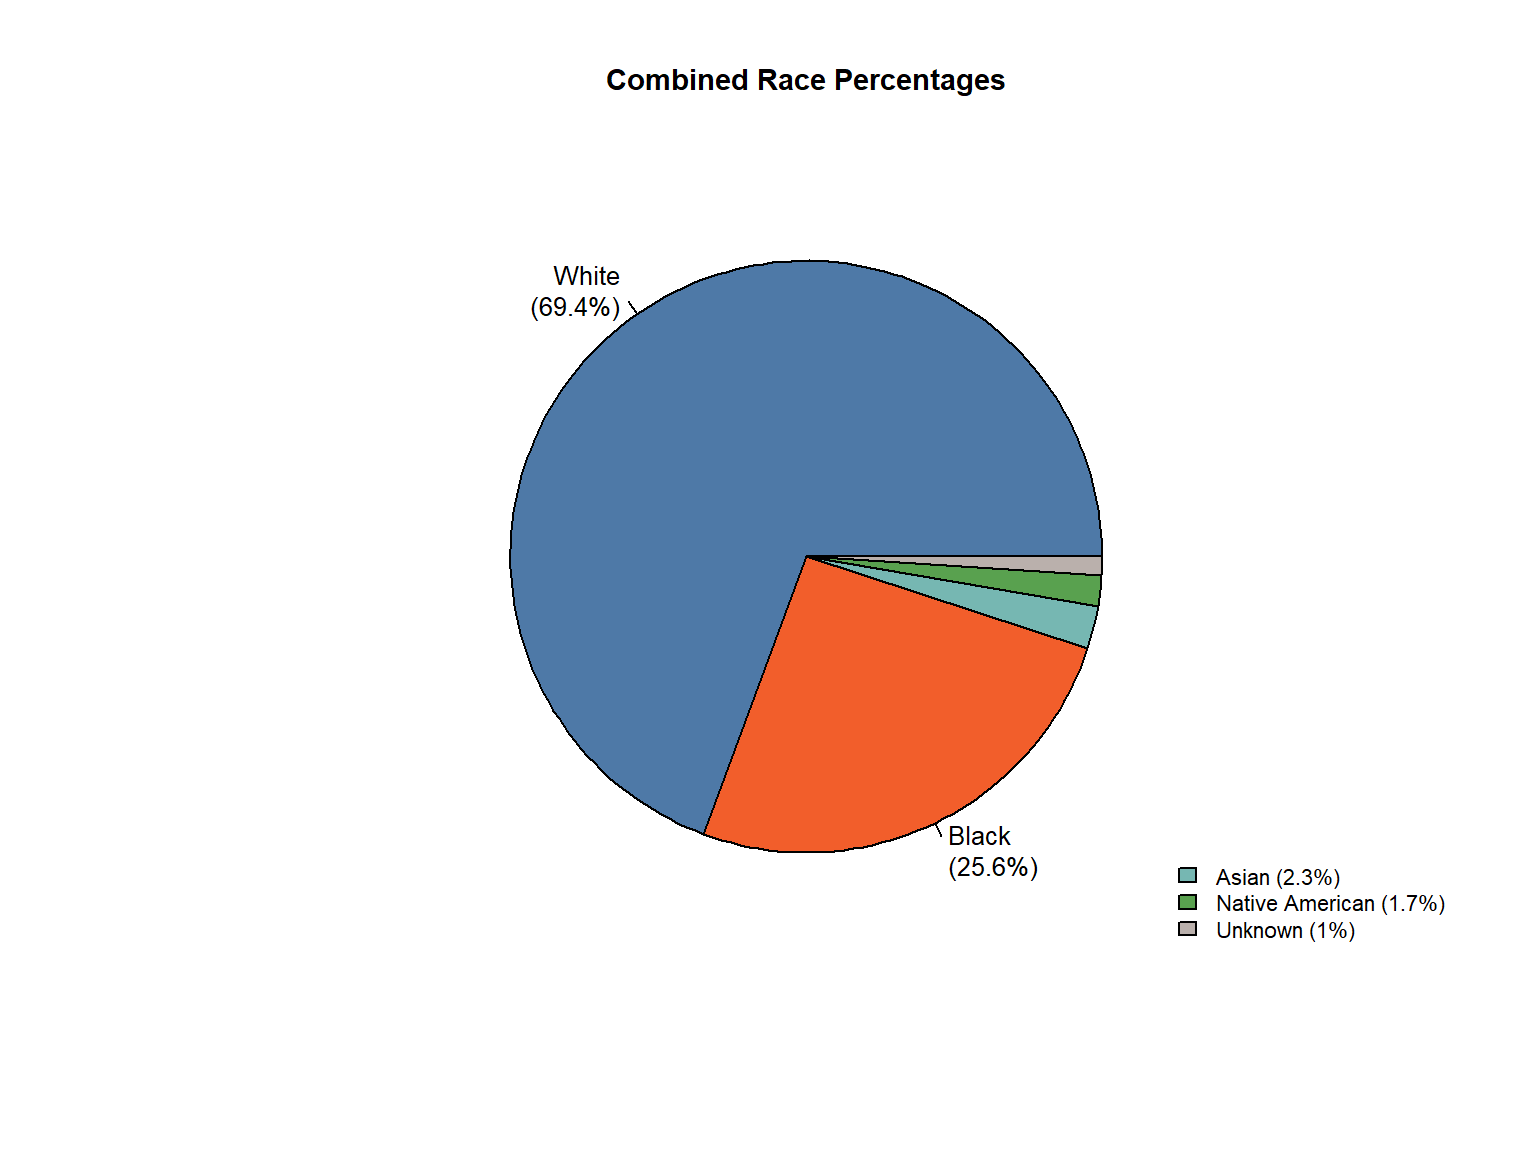 Combined Race Percentages
White
(69.4%)
Black
(25.6%)
Asian (2.3%)
Native American (1.7%)
Unknown (1%)